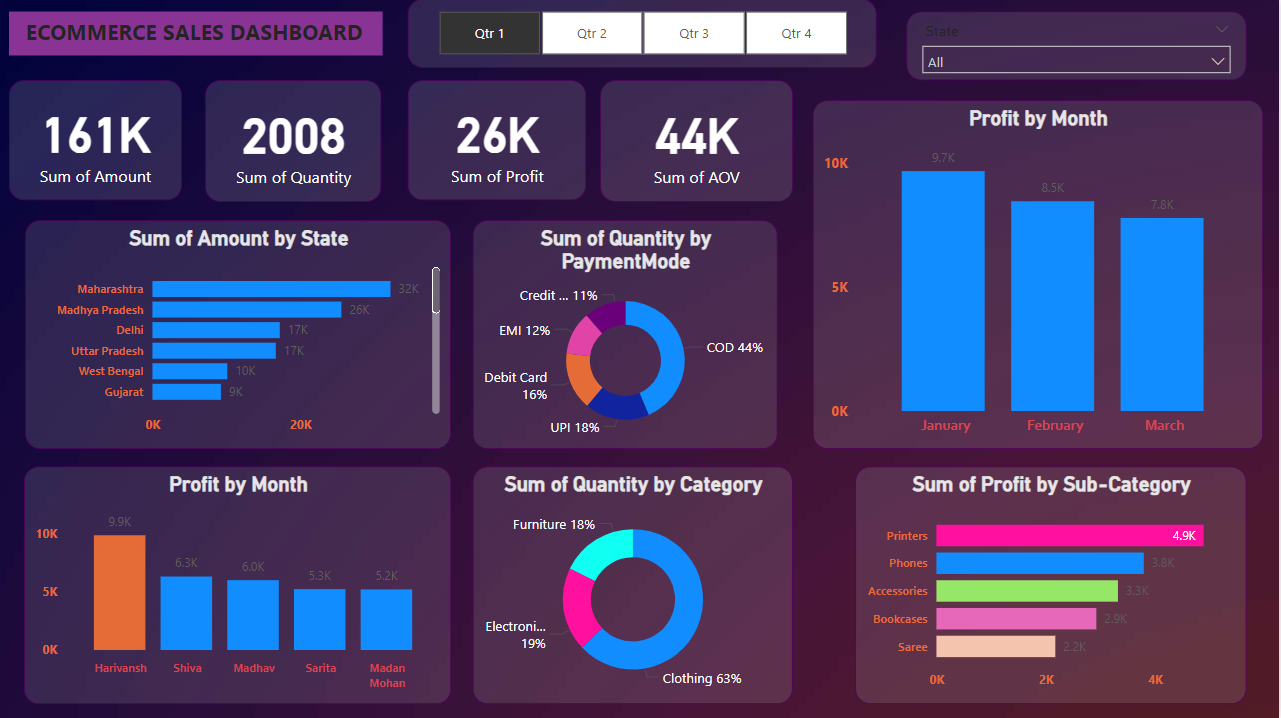 ECOMMERCE SALES DASHBOARD
Qtr 1
Qtr 2
Qtr 3
Qtr 4
State
All
161K
Sum of Amount
2008
Sum of Quantity
26K
Sum of Profit
44K
Sum of AOV
Profit by Month
10K
5K
0K
9.7K
8.5K
7.8K
January
February
March
Sum of Amount by State
Maharashtra 32K
Madhya Pradesh 26K
Delhi 17K
Uttar Pradesh 17K
West Bengal 10K
Gujarat 9K
0K 20K
Sum of Quantity by
PaymentMode
Credit ... 11%
EMI 12%
COD 44%
Debit Card
16%
UPI 18%
Profit by Month
10K
5K
0K
9.9K
6.3K
6.0K
5.3K
5.2K
Harivansh
Shiva
Madhav
Sarita
Madan
Mohan
Sum of Quantity by Category
Furniture 18%
Electroni...
19%
Clothing 63%
Sum of Profit by Sub-Category
Printers 4.9K
Phones 3.8K
Accessories 3.3K
Bookcases 2.9K
Saree 2.2K
0K 2K 4K